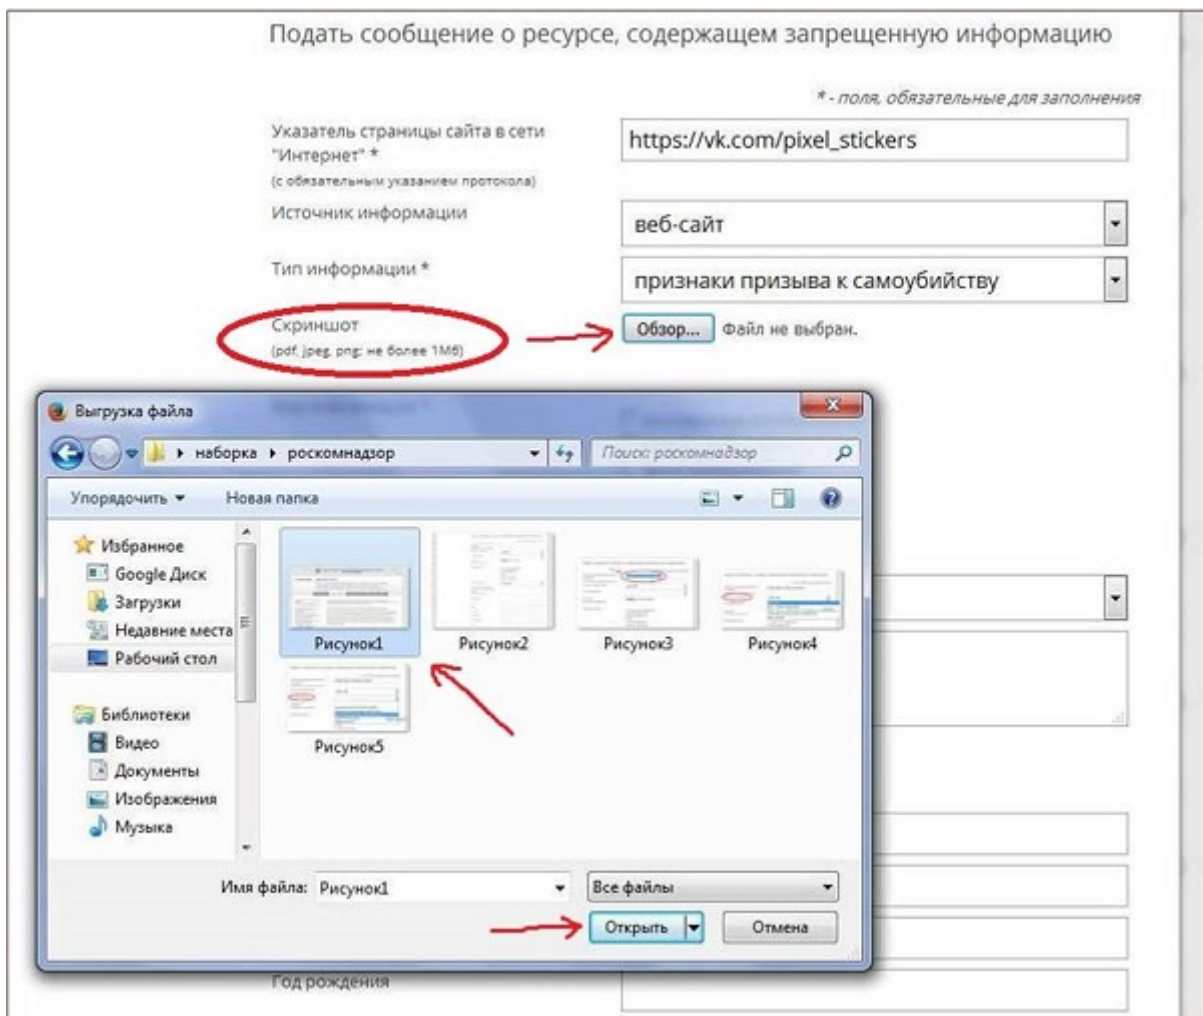 Подать сообщение о ресурсе, содержащем запрещенную информацию
* - поля, обязательные для заполнения
Указатель страницы сайта в сети
"Интернет" *
(с обязательным указанием протокола)
https://vk.com/pixel_stickers
Источник информации
веб-сайт
Тип информации *
признаки призыва к самоубийству
Скриншот
(pdf, jpeg, png; не более 1Мб)
Обзор... Файл не выбран.
Выгрузка файла
наборка роскомнадзор
Поиск: роскомнадзор
Упорядочить Новая папка
Избранное
Google Диск
Загрузки
Недавние места
Рабочий стол
Библиотеки
Видео
Документы
Изображения
Музыка
Рисунок1 Рисунок2 Рисунок3 Рисунок4
Рисунок5
Имя файла: Рисунок1
Все файлы
Открыть Отмена
Год рождения